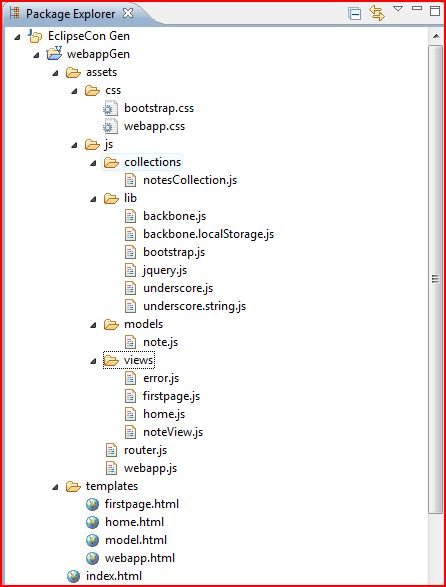 Package Explorer
EclipseCon Gen
webappGen
assets
css
bootstrap.css
webapp.css
js
collections
notesCollection.js
lib
backbone.js
backbone.localStorage.js
bootstrap.js
jquery.js
underscore.js
underscore.string.js
models
note.js
views
error.js
firstpage.js
home.js
noteView.js
router.js
webapp.js
templates
firstpage.html
home.html
model.html
webapp.html
index.html